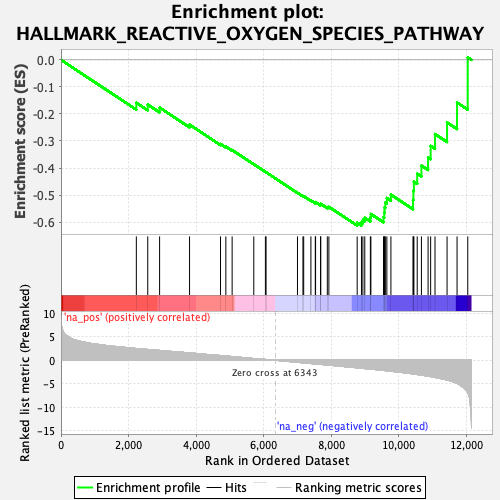 Enrichment plot:
HALLMARK_REACTIVE_OXYGEN_SPECIES_PATHWAY
Enrichment score (ES)
0.0
-0.1
-0.2
-0.3
-0.4
-0.5
-0.6
Ranked list metric (PreRanked)
10
5
0
-5
-10
-15
'na_pos' (positively correlated)
Zero cross at 6343
'na_neg' (negatively correlated)
0 2,000 4,000 6,000 8,000 10,000 12,000
Rank in Ordered Dataset
Enrichment profile Hits Ranking metric scores